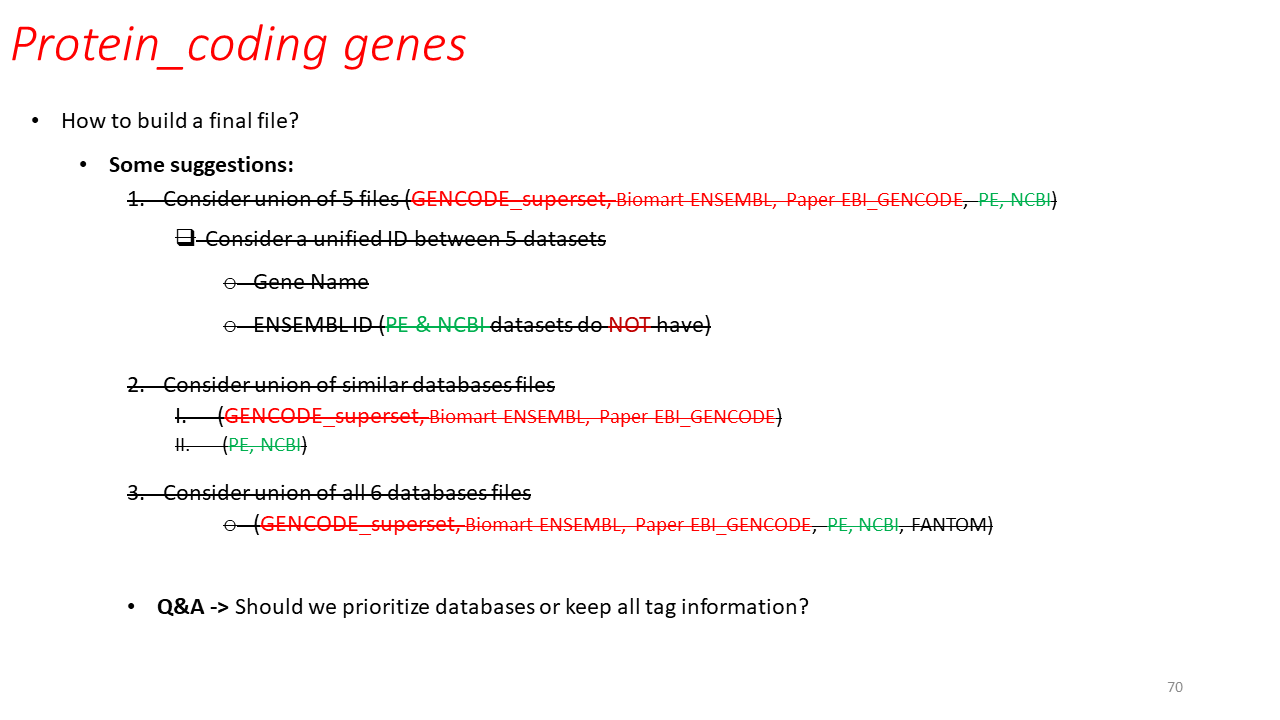 Protein_coding genes
• How to build a final file?
• Some suggestions:
1. Consider union of 5 files (GENCODE_superset, Biomart ENSEMBL, Paper EBI_GENCODE, PE, NCBI)
❑ Consider a unified ID between 5 datasets
o Gene Name
o ENSEMBL ID (PE & NCBI datasets do NOT have)
2. Consider union of similar databases files
I. (GENCODE_superset, Biomart ENSEMBL, Paper EBI_GENCODE)
II. (PE, NCBI)
3. Consider union of all 6 databases files
o (GENCODE_superset, Biomart ENSEMBL, Paper EBI_GENCODE, PE, NCBI, FANTOM)
• Q&A -> Should we prioritize databases or keep all tag information?
70